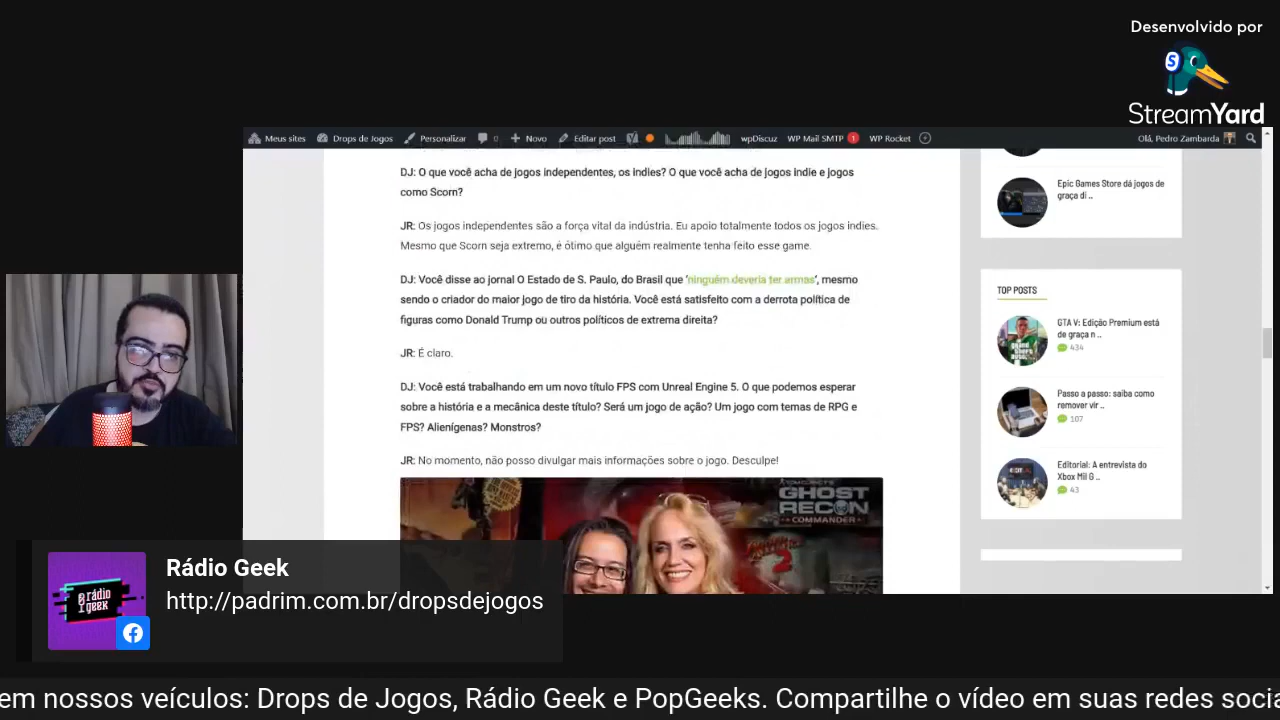 Desenvolvido por
StreamYard
Meus sites Drops de Jogos Personalizar 0 Novo Editar post wpDiscuz WP Mail SMTP 1 WP Rocket Olá, Pedro Zambarda
DJ: O que você acha de jogos independentes, os indies? O que você acha de jogos indie e jogos
como Scorn?
JR: Os jogos independentes são a força vital da indústria. Eu apoio totalmente todos os jogos indies.
Mesmo que Scorn seja extremo, é ótimo que alguém realmente tenha feito esse game.
DJ: Você disse ao jornal O Estado de S. Paulo, do Brasil que 'ninguém deveria ter armas', mesmo
sendo o criador do maior jogo de tiro da história. Você está satisfeito com a derrota política de
figuras como Donald Trump ou outros políticos de extrema direita?
JR: É claro.
DJ: Você está trabalhando em um novo título FPS com Unreal Engine 5. O que podemos esperar
sobre a história e a mecânica deste título? Será um jogo de ação? Um jogo com temas de RPG e
FPS? Alienígenas? Monstros?
JR: No momento, não posso divulgar mais informações sobre o jogo. Desculpe!
TOM CLANCY'S
GHOST
RECON
COMMANDER
Epic Games Store dá jogos de
graça di ..
TOP POSTS
GTA V: Edição Premium está
de graça n ..
434
Passo a passo: saiba como
remover vir ..
107
Editorial: A entrevista do
Xbox Mil G ..
43
rádio
geek
Rádio Geek
http://padrim.com.br/dropsdejogos
em nossos veículos: Drops de Jogos, Rádio Geek e PopGeeks. Compartilhe o vídeo em suas redes socia